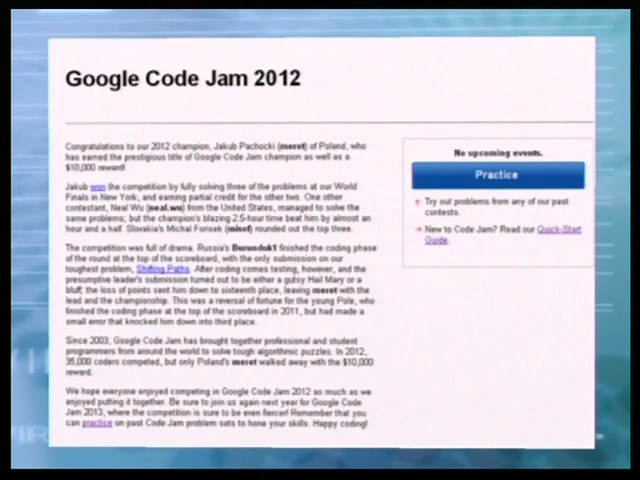 Google Code Jam 2012
Congratulations to our 2012 champion, Jakub Pachocki (meret) of Poland, who
has earned the prestigious title of Google Code Jam champion as well as a
$10,000 reward!
Jakub won the competition by fully solving three of the problems at our World
Finals in New York, and earning partial credit for the other two. One other
contestant, Neal Wu (neal.wu) from the United States, managed to solve the
same problems; but the champion's blazing 2.5-hour time beat him by almost an
hour and a half. Slovakia's Michal Forisek (misof) rounded out the top three.
The competition was full of drama. Russia's Burunduk1 finished the coding phase
of the round at the top of the scoreboard, with the only submission on our
toughest problem, Shifting Paths. After coding comes testing, however, and the
presumptive leader's submission turned out to be either a gutsy Hail Mary or a
bluff; the loss of points sent him down to sixteenth place, leaving meret with the
lead and the championship. This was a reversal of fortune for the young Pole, who
finished the coding phase at the top of the scoreboard in 2011, but had made a
small error that knocked him down into third place.
Since 2003, Google Code Jam has brought together professional and student
programmers from around the world to solve tough algorithmic puzzles. In 2012,
35,000 coders competed, but only Poland's meret walked away with the $10,000
reward.
We hope everyone enjoyed competing in Google Code Jam 2012 as much as we
enjoyed putting it together. Be sure to join us again next year for Google Code
Jam 2013, where the competition is sure to be even fiercer! Remember that you
can practice on past Code Jam problem sets to hone your skills. Happy coding!
No upcoming events.
Practice
Try out problems from any of our past
contests.
New to Code Jam? Read our Quick-Start
Guide.